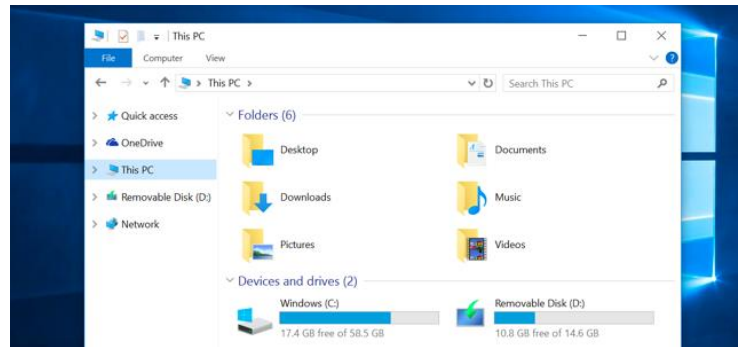 This PC
File Computer View
This PC Search This PC
Quick access
OneDrive
This PC
Removable Disk (D:)
Network
Folders (6)
Desktop Documents
Downloads Music
Pictures Videos
Devices and drives (2)
Windows (C:) Removable Disk (D:)
17.4 GB free of 58.5 GB 10.8 GB free of 14.6 GB